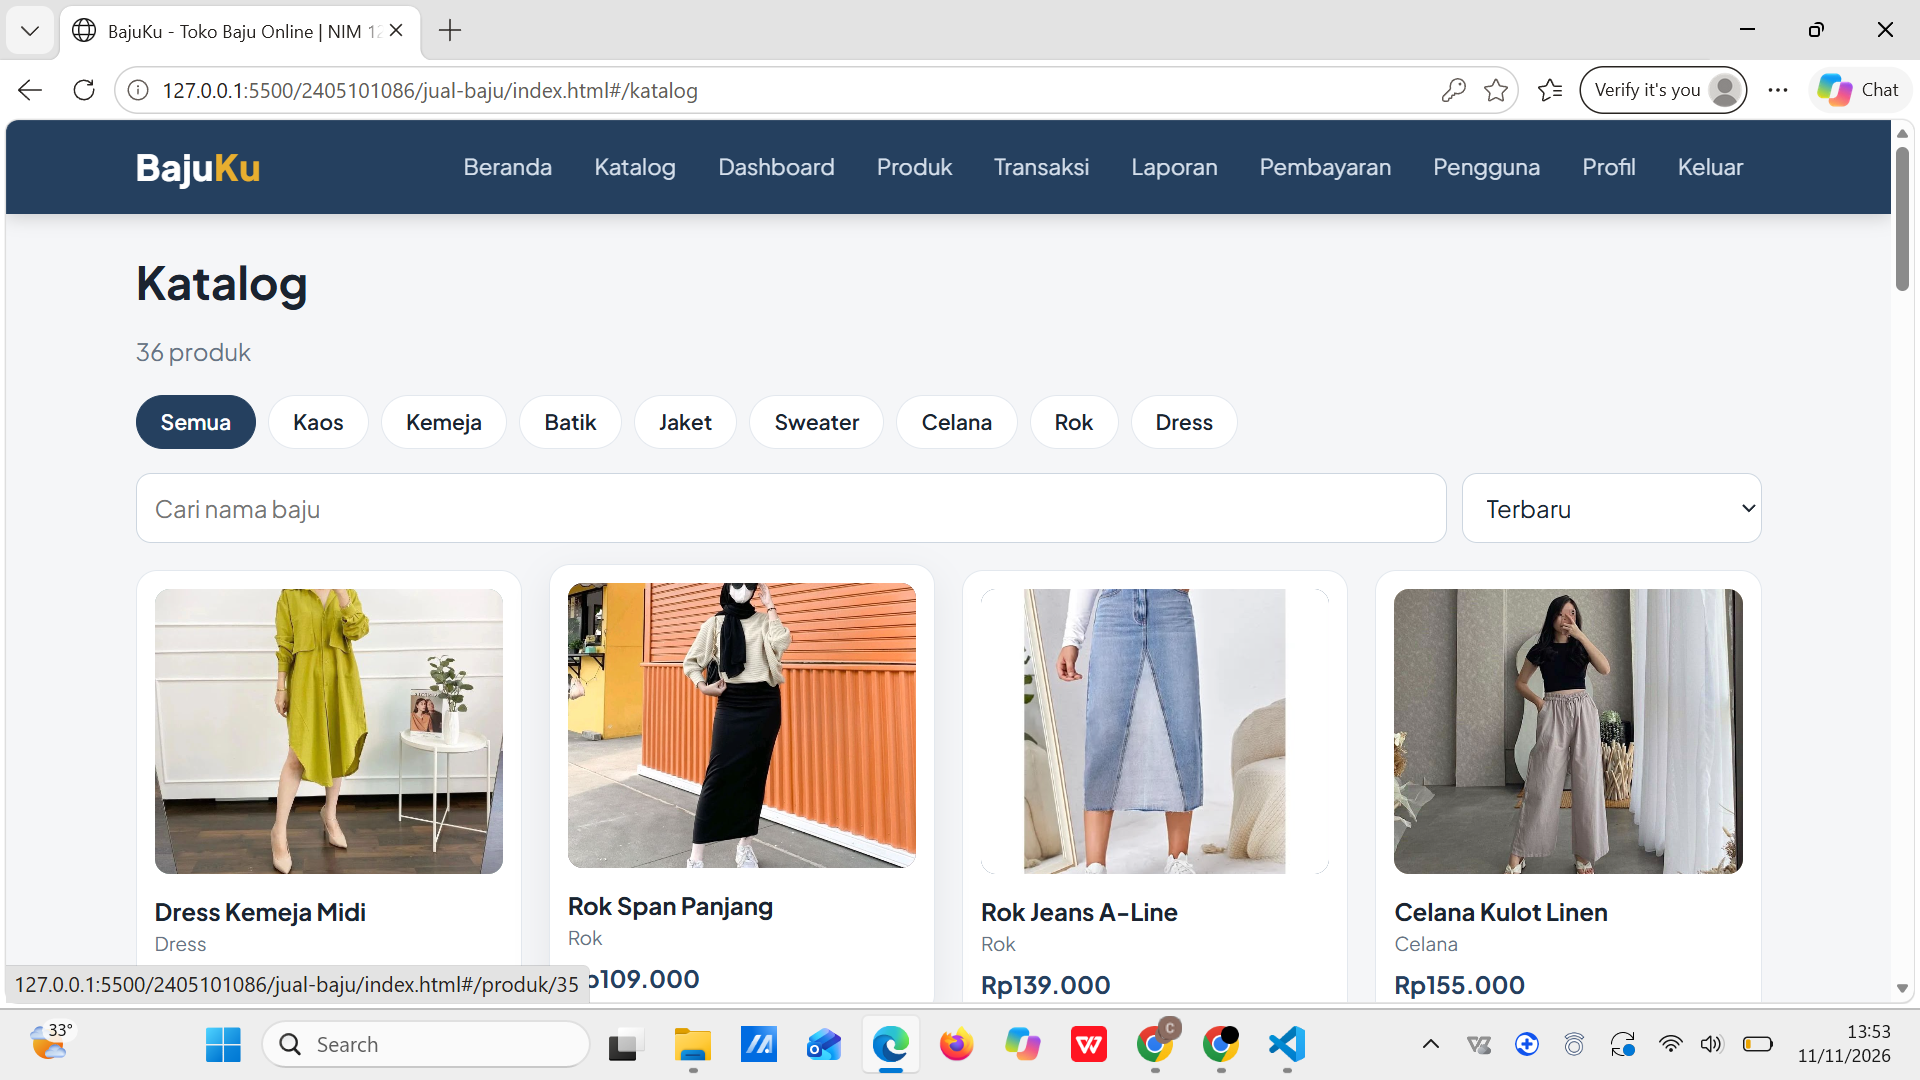 BajuKu - Toko Baju Online | NIM 12
127.0.0.1:5500/2405101086/jual-baju/index.html#/katalog
Verify it's you
Chat
BajuKu
Beranda
Katalog
Dashboard
Produk
Transaksi
Laporan
Pembayaran
Pengguna
Profil
Keluar
Katalog
36 produk
Semua
Kaos
Kemeja
Batik
Jaket
Sweater
Celana
Rok
Dress
Cari nama baju
Terbaru
Dress Kemeja Midi
Dress
Rok Span Panjang
Rok
p109.000
Rok Jeans A-Line
Rok
Rp139.000
Celana Kulot Linen
Celana
Rp155.000
127.0.0.1:5500/2405101086/jual-baju/index.html#/produk/35
33°
Search
C
13:53
11/11/2026